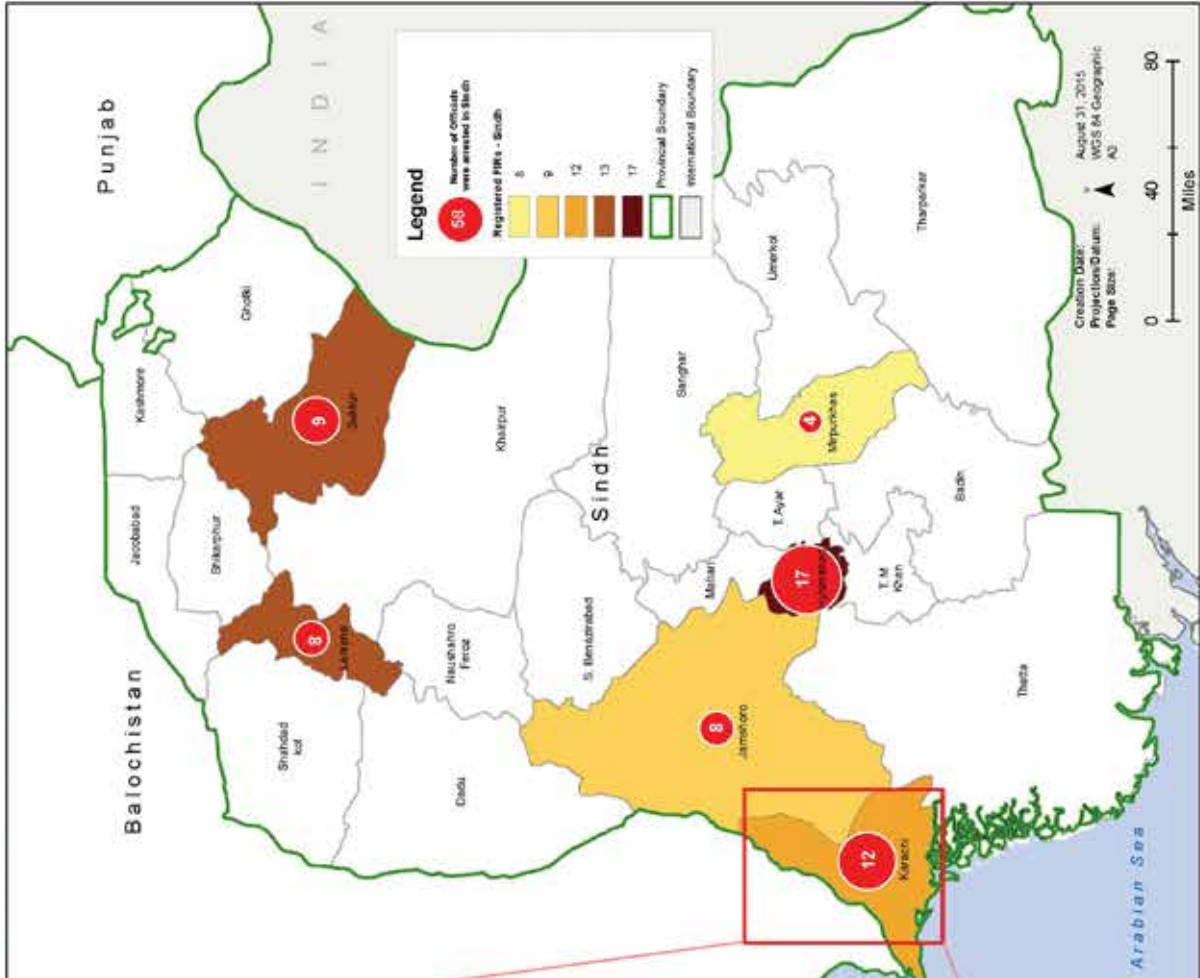 Punjab
INDIA
Balochistan
Legend
58
Number of Officials
were arrested in Sindh
Registered FIRs - Sindh
8
9
12
13
17
Provincial Boundary
International Boundary
Kashmore
Ghotki
Jacobabad
Shikarphur
9
Sukkur
8
Larkana
Shahdad
kot
Khairpur
Naushahro
Feroz
Dadu
Sindh
Sanghar
S. Benazirabad
Umerkot
4
Mirpurkhas
T.Ayar
Matiari
17
8
Jamshoro
Tharparkar
Badin
T. M
Khan
Thatta
12
Karachi
Arabian Sea
Creation Date:
August 31, 2015
Projection/Datum:
WGS 84 Geographic
Page Size:
A3
0
40
80
Miles